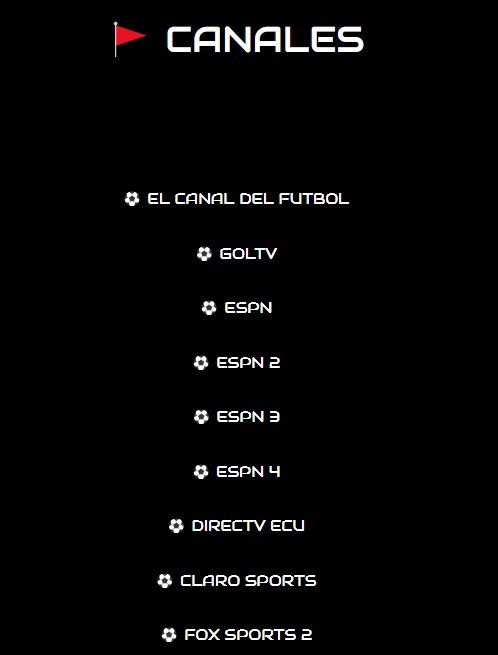 CANALES
EL CANAL DEL FUTBOL
GOLTV
ESPN
ESPN 2
ESPN 3
ESPN 4
DIRECTV ECU
CLARO SPORTS
FOX SPORTS 2